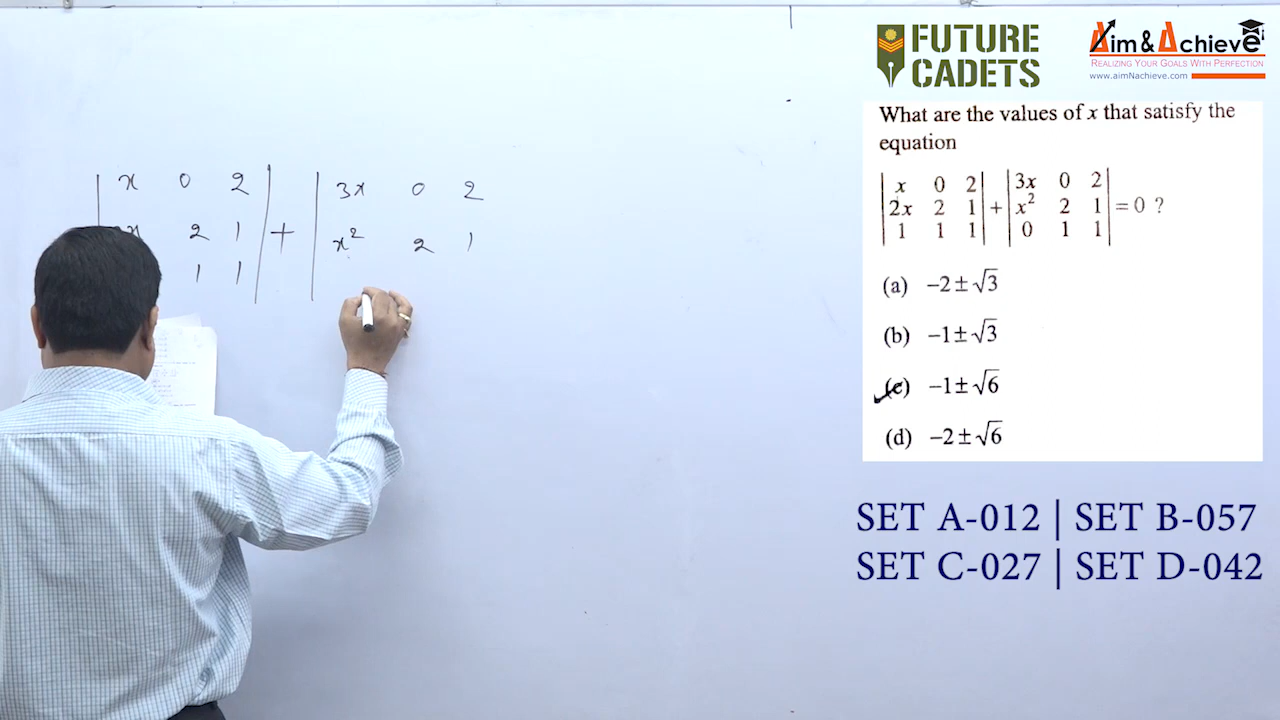 FUTURE
CADETS
Aim & Achieve
REALIZING YOUR GOALS WITH PERFECTION
www.aimNachieve.com
What are the values of x that satisfy the
equation
| x 0 2 | | 3x 0 2 |
| 2x 2 1 | + | x² 2 1 | = 0 ?
| 1 1 1 | | 0 1 1 |
(a) −2 ± √3
(b) −1 ± √3
(c) −1 ± √6
(d) −2 ± √6
SET A-012 | SET B-057
SET C-027 | SET D-042
| x 0 2 | | 3x 0 2
2 1 | + | x² 2 1
1 1 | |